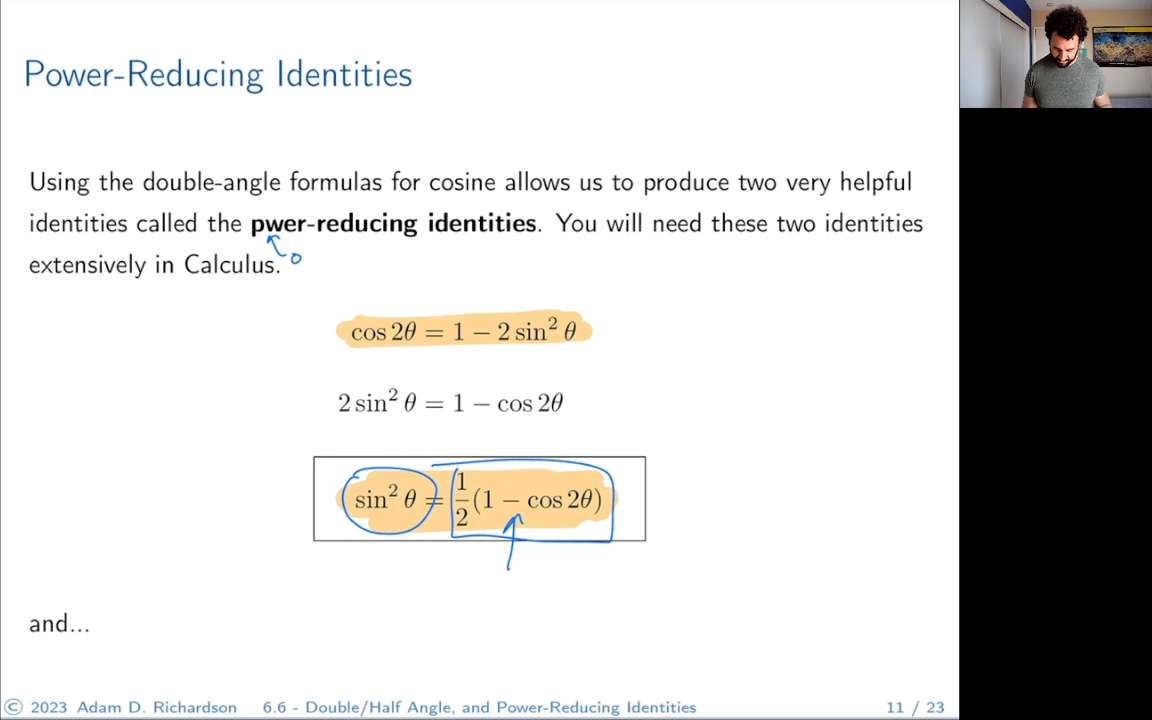 Power-Reducing Identities
Using the double-angle formulas for cosine allows us to produce two very helpful
identities called the pwer-reducing identities. You will need these two identities
extensively in Calculus.
o
cos 2θ = 1 − 2 sin² θ
2 sin² θ = 1 − cos 2θ
sin² θ = 1/2 (1 − cos 2θ)
and...
© 2023 Adam D. Richardson 6.6 - Double/Half Angle, and Power-Reducing Identities 11 / 23